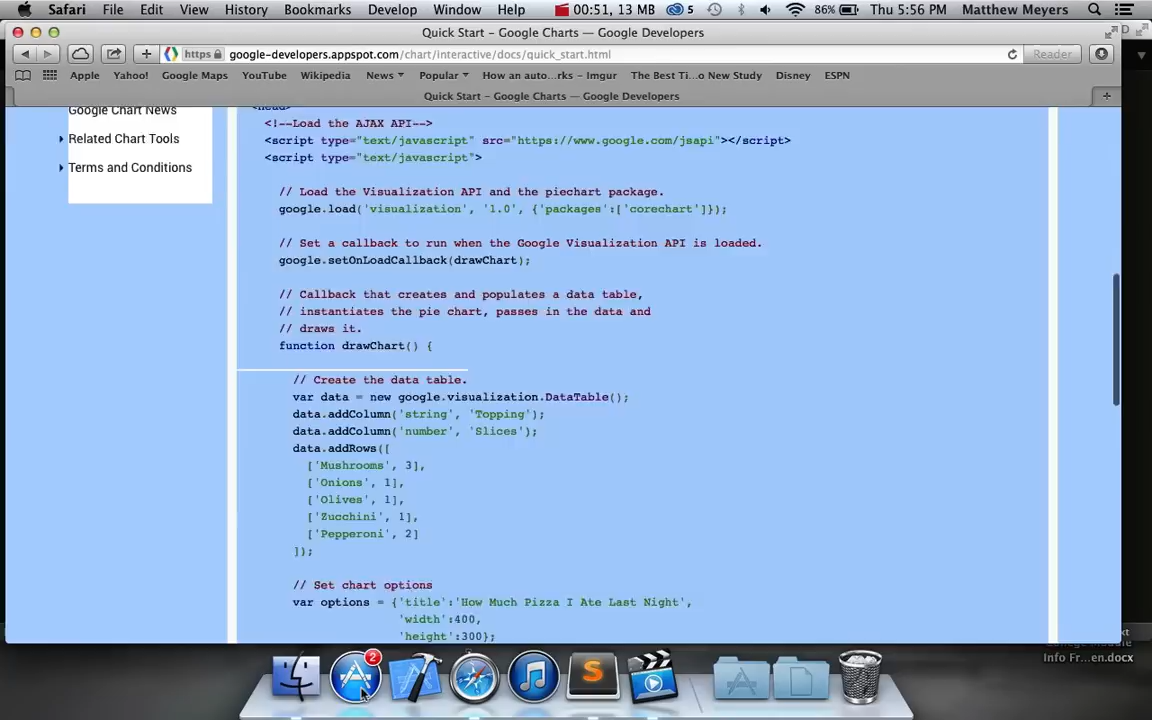 Safari File Edit View History Bookmarks Develop Window Help 00:51, 13 MB 5 86% Thu 5:56 PM Matthew Meyers
Quick Start – Google Charts — Google Developers
https google-developers.appspot.com/chart/interactive/docs/quick_start.html Reader
Apple Yahoo! Google Maps YouTube Wikipedia News Popular How an auto...rks - Imgur The Best Ti...o New Study Disney ESPN
Quick Start – Google Charts — Google Developers
Google Chart News
Related Chart Tools
Terms and Conditions
<head>
<!--Load the AJAX API-->
<script type="text/javascript" src="https://www.google.com/jsapi"></script>
<script type="text/javascript">
// Load the Visualization API and the piechart package.
google.load('visualization', '1.0', {'packages':['corechart']});
// Set a callback to run when the Google Visualization API is loaded.
google.setOnLoadCallback(drawChart);
// Callback that creates and populates a data table,
// instantiates the pie chart, passes in the data and
// draws it.
function drawChart() {
// Create the data table.
var data = new google.visualization.DataTable();
data.addColumn('string', 'Topping');
data.addColumn('number', 'Slices');
data.addRows([
['Mushrooms', 3],
['Onions', 1],
['Olives', 1],
['Zucchini', 1],
['Pepperoni', 2]
]);
// Set chart options
var options = {'title':'How Much Pizza I Ate Last Night',
'width':400,
'height':300};
2
Info Fr...en.docx